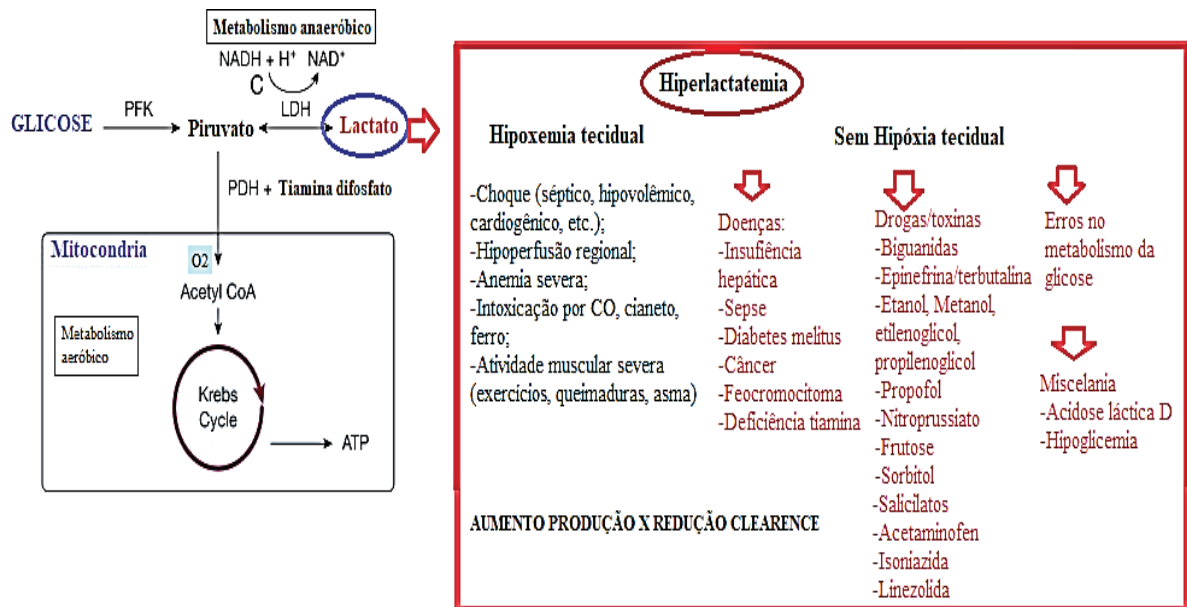 Metabolismo anaeróbico
NADH + H⁺ NAD⁺
C
PFK
LDH
GLICOSE
Piruvato
Lactato
PDH + Tiamina difosfato
Mitocondria
O2
Acetyl CoA
Metabolismo
aeróbico
Krebs
Cycle
ATP
Hiperlactatemia
Hipoxemia tecidual
-Choque (séptico, hipovolêmico,
cardiogênico, etc.);
-Hipoperfusão regional;
-Anemia severa;
-Intoxicação por CO, cianeto,
ferro;
-Atividade muscular severa
(exercícios, queimaduras, asma)
Sem Hipóxia tecidual
Doenças:
-Insufiência
hepática
-Sepse
-Diabetes melitus
-Câncer
-Feocromocitoma
-Deficiência tiamina
Drogas/toxinas
-Biguanidas
-Epinefrina/terbutalina
-Etanol, Metanol,
etilenoglicol,
propilenoglicol
-Propofol
-Nitroprussiato
-Frutose
-Sorbitol
-Salicilatos
-Acetaminofen
-Isoniazida
-Linezolida
Erros no
metabolismo da
glicose
Miscelania
-Acidose láctica D
-Hipoglicemia
AUMENTO PRODUÇÃO X REDUÇÃO CLEARENCE